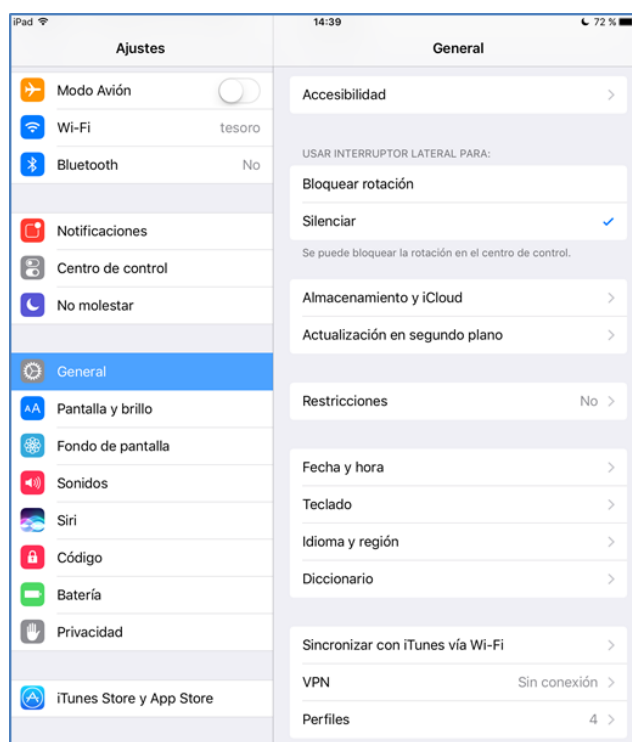 iPad 14:39 72 %
Ajustes
Modo Avión
Wi-Fi tesoro
Bluetooth No
Notificaciones
Centro de control
No molestar
General
Pantalla y brillo
Fondo de pantalla
Sonidos
Siri
Código
Batería
Privacidad
iTunes Store y App Store
General
Accesibilidad
USAR INTERRUPTOR LATERAL PARA:
Bloquear rotación
Silenciar
Se puede bloquear la rotación en el centro de control.
Almacenamiento y iCloud
Actualización en segundo plano
Restricciones No
Fecha y hora
Teclado
Idioma y región
Diccionario
Sincronizar con iTunes vía Wi-Fi
VPN Sin conexión
Perfiles 4